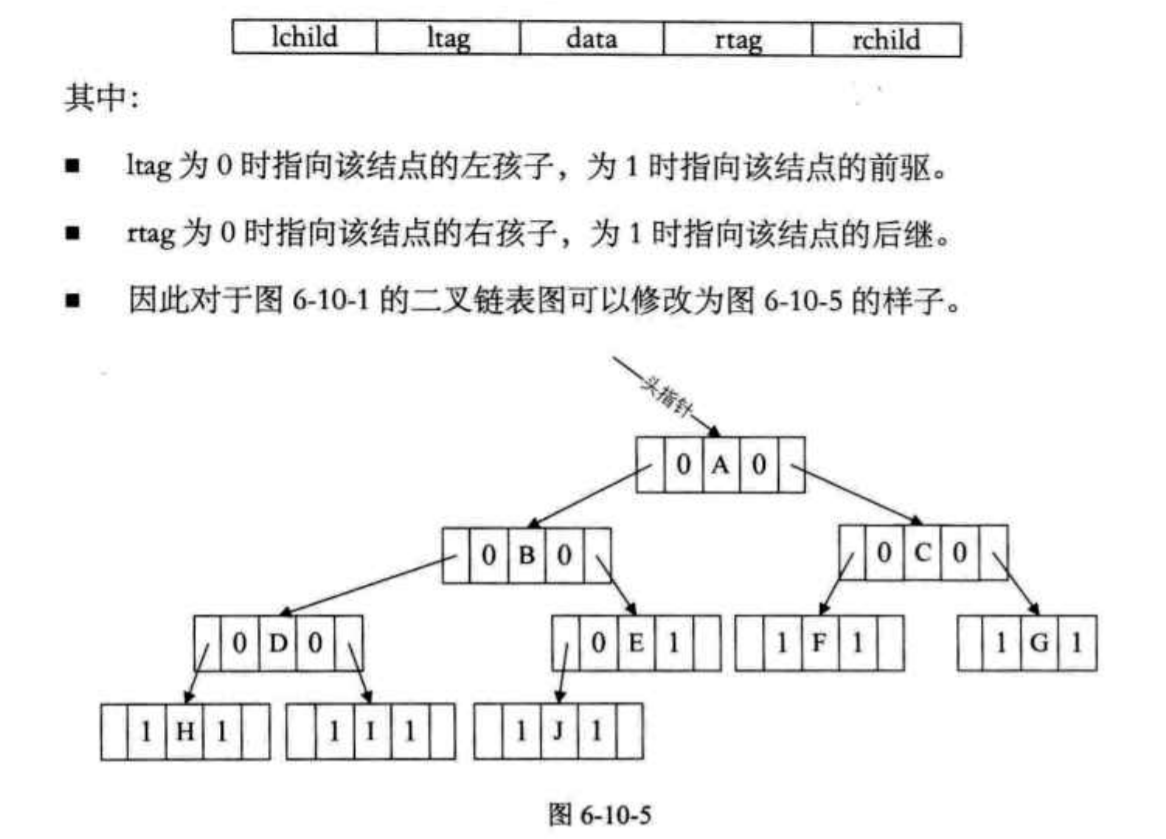 lchild ltag data rtag rchild
其中：
■ ltag 为 0 时指向该结点的左孩子，为 1 时指向该结点的前驱。
■ rtag 为 0 时指向该结点的右孩子，为 1 时指向该结点的后继。
■ 因此对于图 6-10-1 的二叉链表图可以修改为图 6-10-5 的样子。
头指针
0 A 0
0 B 0 0 C 0
0 D 0 0 E 1 1 F 1 1 G 1
1 H 1 1 I 1 1 J 1
图 6-10-5